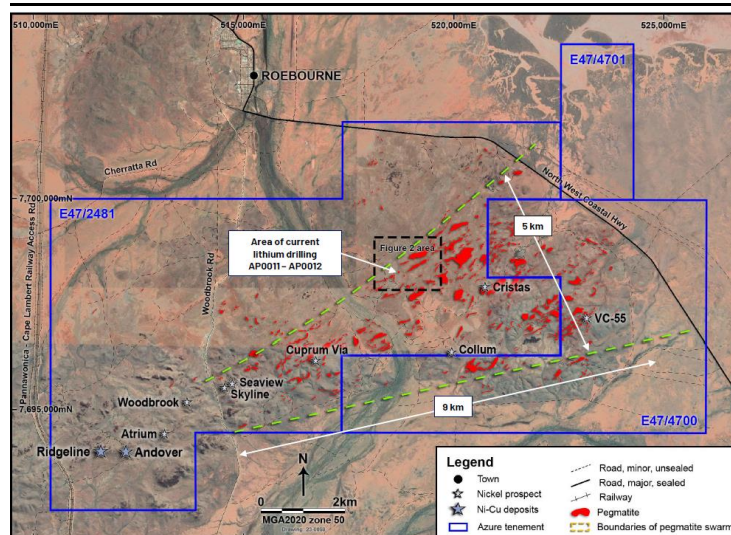 510,000mE
515,000mE
520,000mE
525,000mE
ROEBOURNE
E47/4701
Cherratta Rd
North West Coastal Hwy
7,700,000mN
E47/2481
Pannawonica - Cape Lambert Railway Access Rd
Woodbrook Rd
Area of current
lithium drilling
AP0011 – AP0012
Figure 2 area
5 km
Cristas
VC-55
Cuprum Via
Collum
Seaview
Skyline
Woodbrook
7,695,000mN
9 km
Atrium
E47/4700
Ridgeline
Andover
N
0
2km
MGA2020 zone 50
Legend
Town
Nickel prospect
Ni-Cu deposits
Azure tenement
Road, minor, unsealed
Road, major, sealed
Railway
Pegmatite
Boundaries of pegmatite swarm